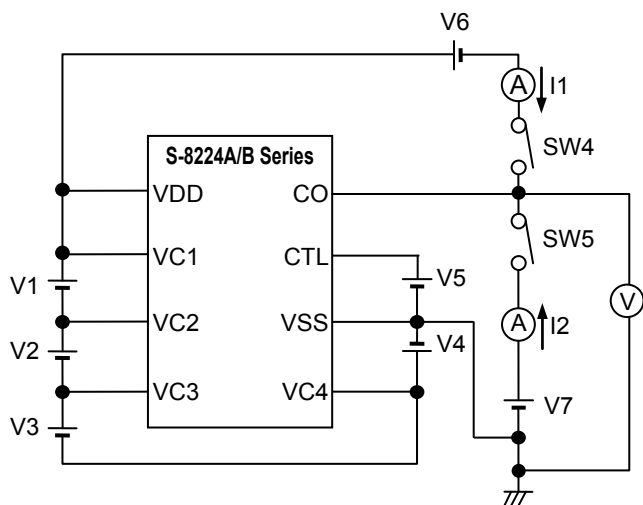 V6
A
I1
S-8224A/B Series
SW4
VDD
CO
SW5
VC1
CTL
V1
V5
V
VC2
VSS
A
I2
V2
V4
VC3
VC4
V7
V3